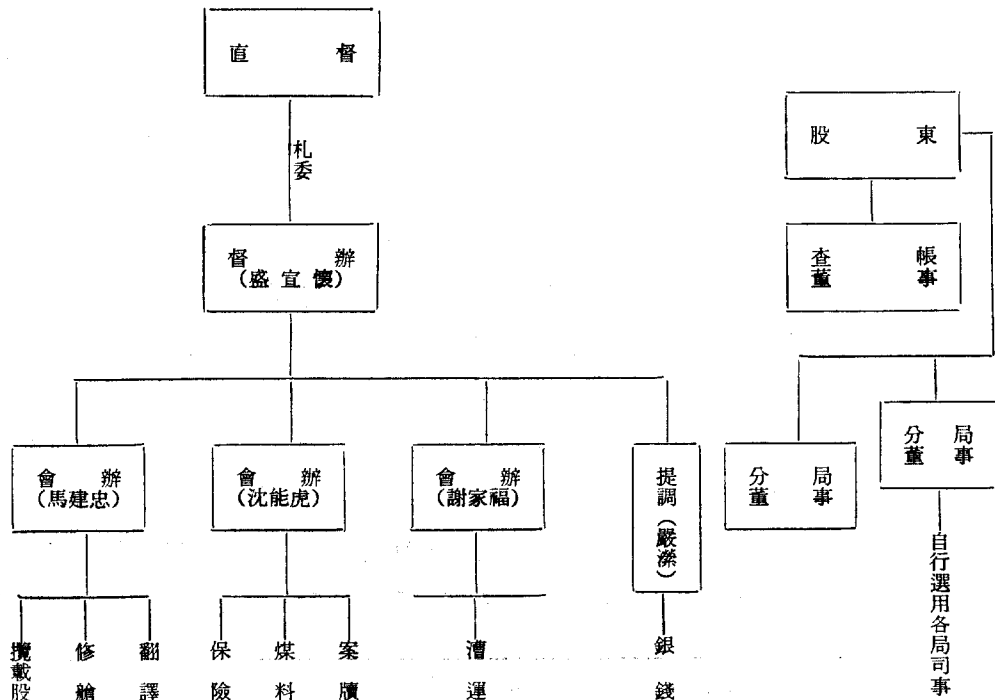 直督
札委
督辦
(盛宣懷)
會辦
(馬建忠)
會辦
(沈能虎)
會辦
(謝家福)
提調(嚴瀠)
攬載股
修艙
翻譯
保險
煤料
案牘
漕運
銀錢
股東
查帳
董事
分局
董事
分局
董事
自行選用各局司事